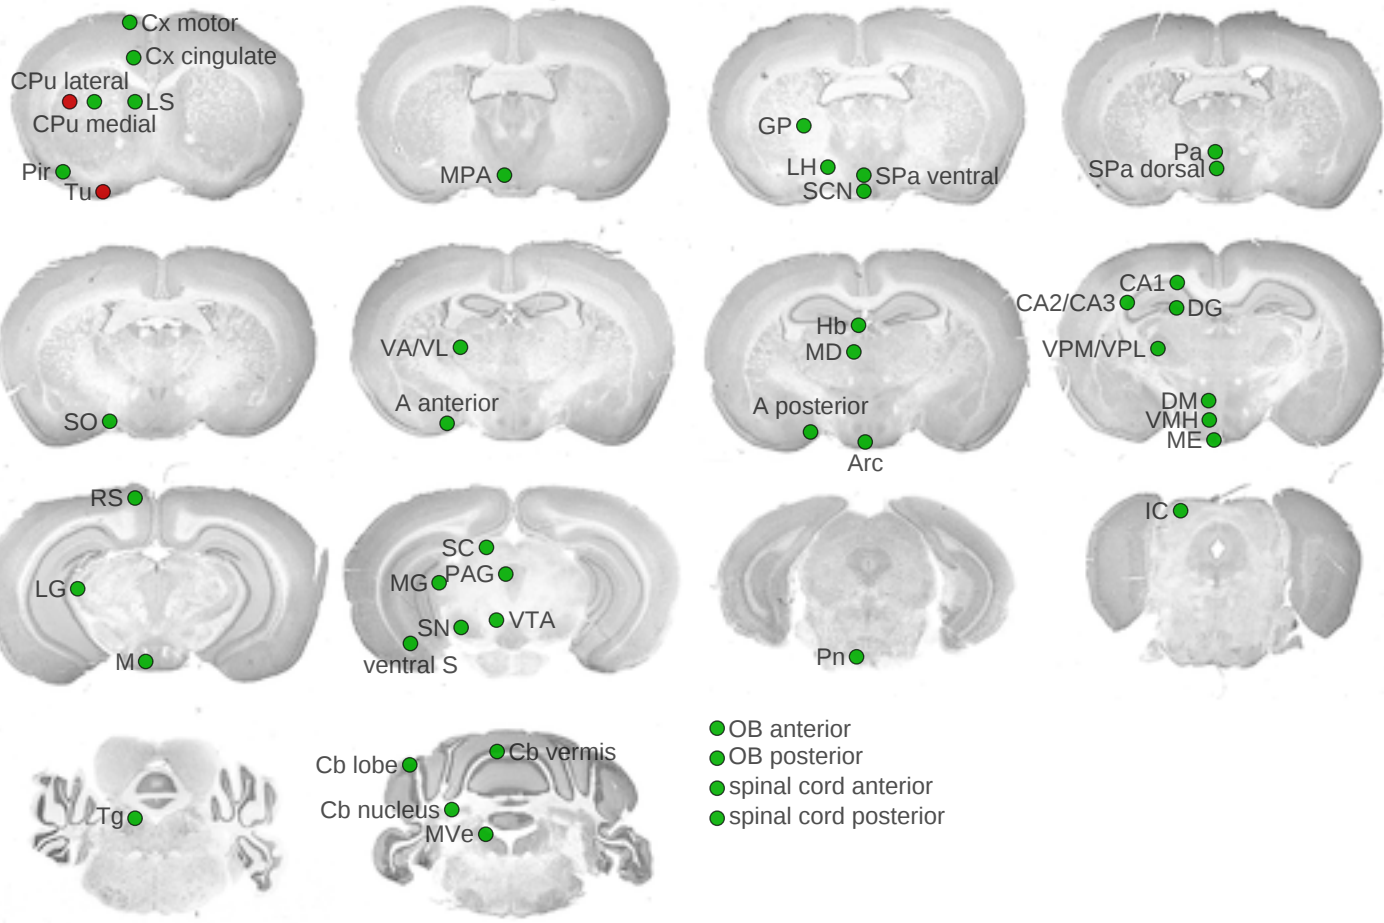 Cx motor
Cx cingulate
CPu lateral
LS
CPu medial
Pir
Tu
MPA
GP
LH
SPa ventral
SCN
Pa
SPa dorsal
SO
VA/VL
A anterior
Hb
MD
A posterior
Arc
CA1
CA2/CA3
DG
VPM/VPL
DM
VMH
ME
RS
LG
M
SC
MG
PAG
SN
VTA
ventral S
Pn
IC
Tg
Cb lobe
Cb vermis
Cb nucleus
MVe
OB anterior
OB posterior
spinal cord anterior
spinal cord posterior